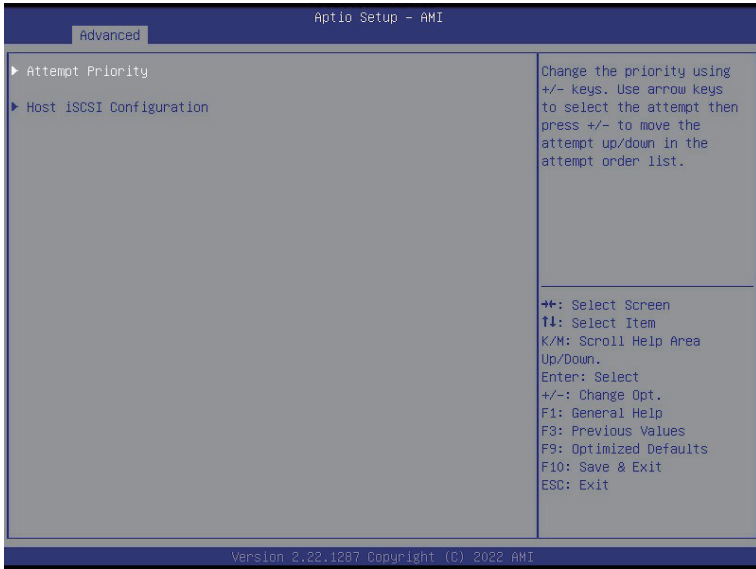 Aptio Setup – AMI
Advanced
▶ Attempt Priority
▶ Host iSCSI Configuration
Change the priority using
+/- keys. Use arrow keys
to select the attempt then
press +/- to move the
attempt up/down in the
attempt order list.
→←: Select Screen
↑↓: Select Item
K/M: Scroll Help Area
Up/Down.
Enter: Select
+/-: Change Opt.
F1: General Help
F3: Previous Values
F9: Optimized Defaults
F10: Save & Exit
ESC: Exit
Version 2.22.1287 Copyright (C) 2022 AMI